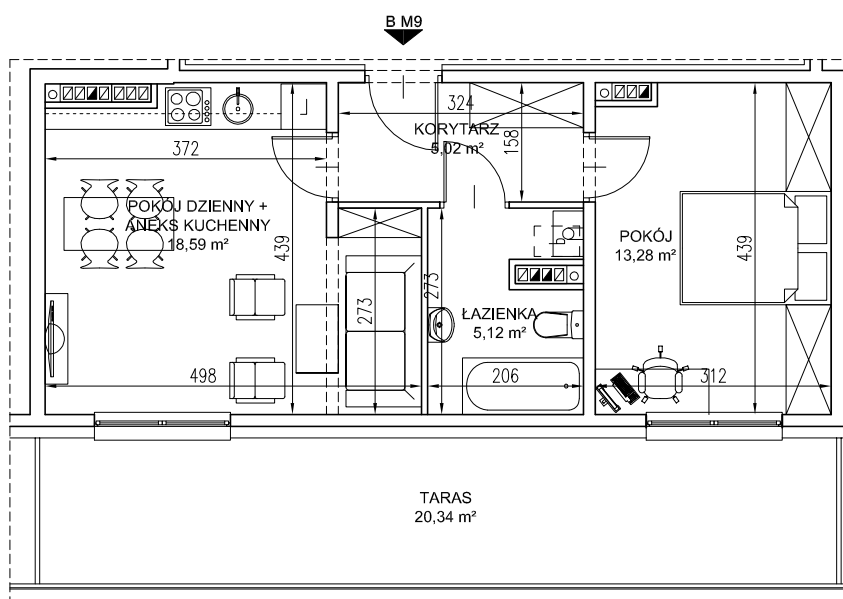 B M9
324
KORYTARZ
5,02 m²
158
372
POKÓJ DZIENNY +
ANEKS KUCHENNY
18,59 m²
439
273
273
POKÓJ
13,28 m²
439
ŁAZIENKA
5,12 m²
498
206
312
TARAS
20,34 m²